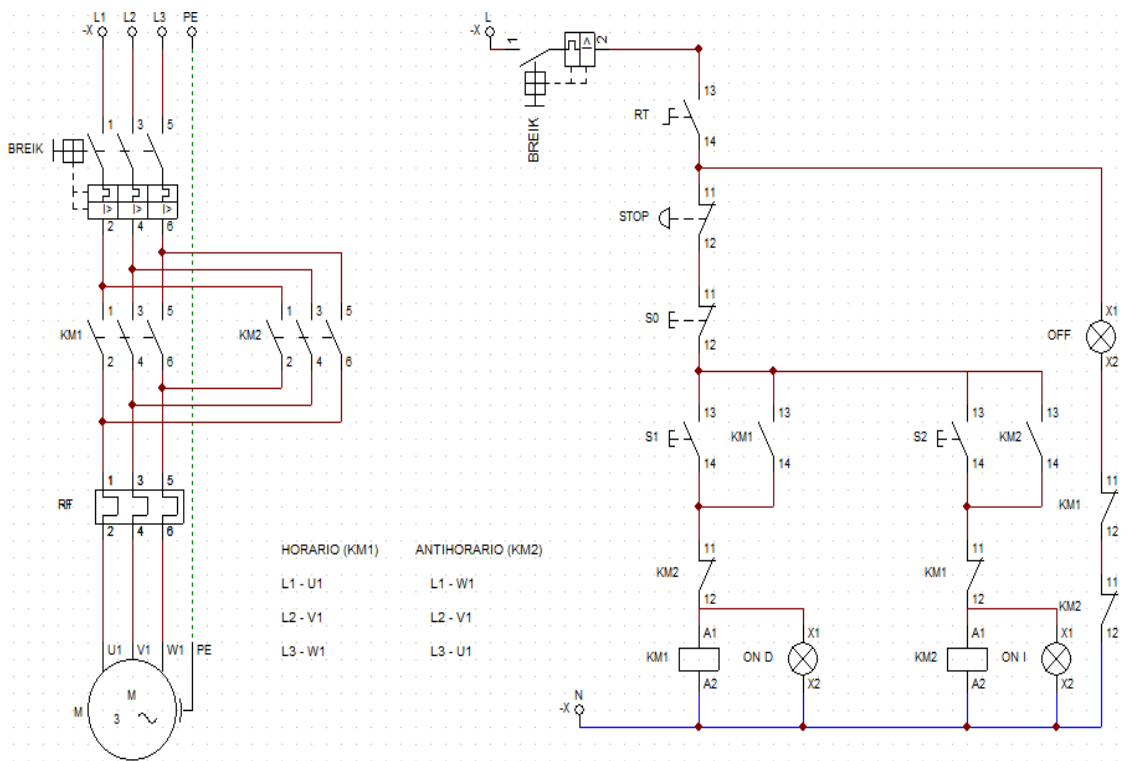 L1 L2 L3 PE
-X
BREIK
1 3 5
I> I> I>
2 4 6
KM1
1 3 5
2 4 6
KM2
1 3 5
2 4 6
1 3 5
2 4 6
HORARIO (KM1) ANTIHORARIO (KM2)
L1 - U1 L1 - W1
L2 - V1 L2 - V1
L3 - W1 L3 - U1
U1 V1 W1 PE
M
M
3
L
-X
1
2
BREIK
13
RT
14
11
STOP
12
11
S0
12
X1
OFF
X2
13 13 13 13
S1 KM1 S2 KM2
14 14 14 14
11
KM1
12
11 11
KM2 KM1
12 12
11
KM2
12
A1 X1 A1 X1
KM1 ON D KM2 ON I
A2 X2 A2 X2
N
-X